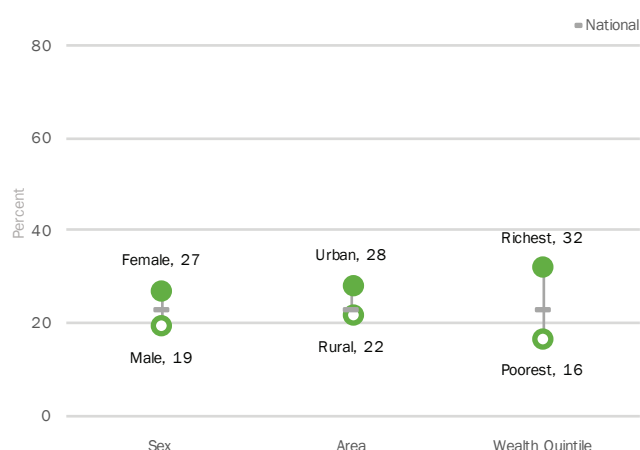 National
80
60
40
20
0
Percent
Female, 27
Male, 19
Urban, 28
Rural, 22
Richest, 32
Poorest, 16
Sex
Area
Wealth Quintile